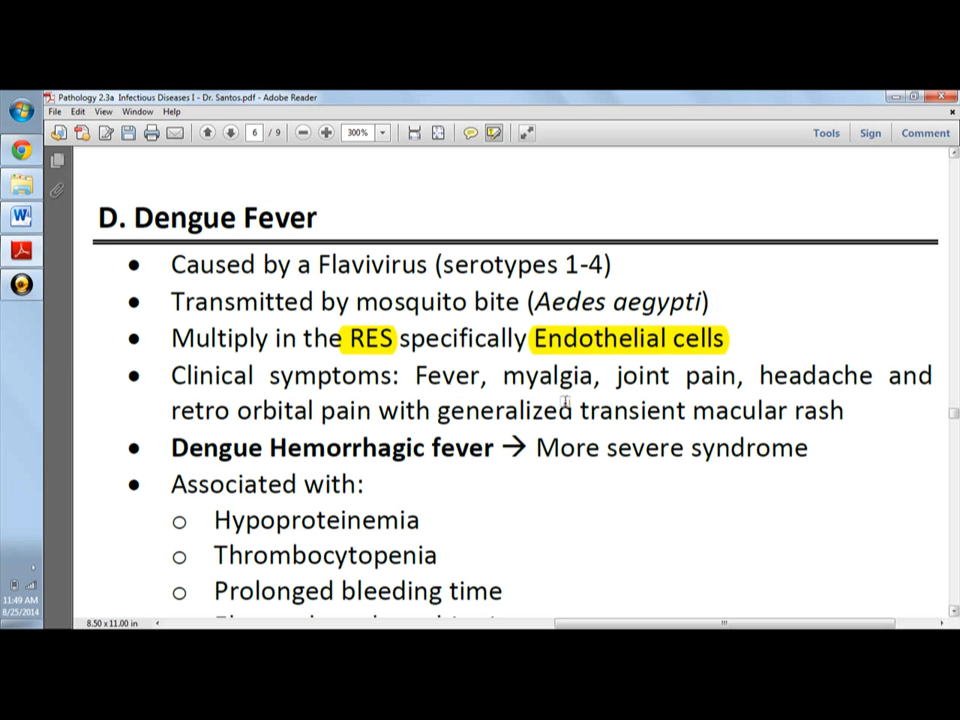 Pathology 2.3a Infectious Diseases I - Dr. Santos.pdf - Adobe Reader
File Edit View Window Help
6 / 9 300% Tools Sign Comment
D. Dengue Fever
● Caused by a Flavivirus (serotypes 1-4)
● Transmitted by mosquito bite (Aedes aegypti)
● Multiply in the RES specifically Endothelial cells
● Clinical symptoms: Fever, myalgia, joint pain, headache and
retro orbital pain with generalized transient macular rash
● Dengue Hemorrhagic fever → More severe syndrome
● Associated with:
o Hypoproteinemia
o Thrombocytopenia
o Prolonged bleeding time
11:49 AM
8/25/2014
8.50 x 11.00 in